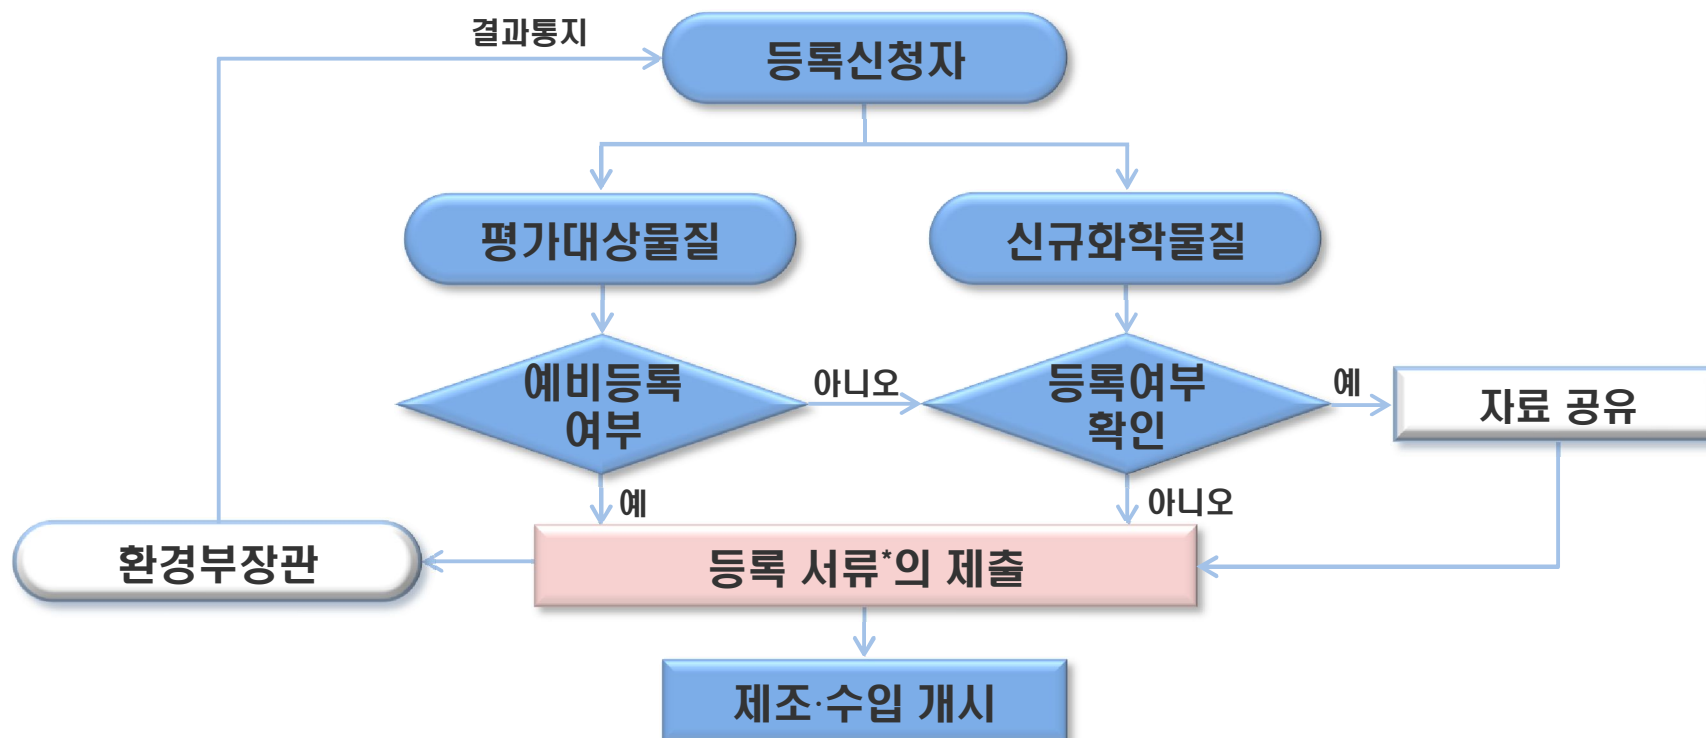 결과통지
등록신청자
평가대상물질
신규화학물질
예비등록
여부
아니오
등록여부
확인
예
자료 공유
예
아니오
환경부장관
등록 서류*의 제출
제조·수입 개시